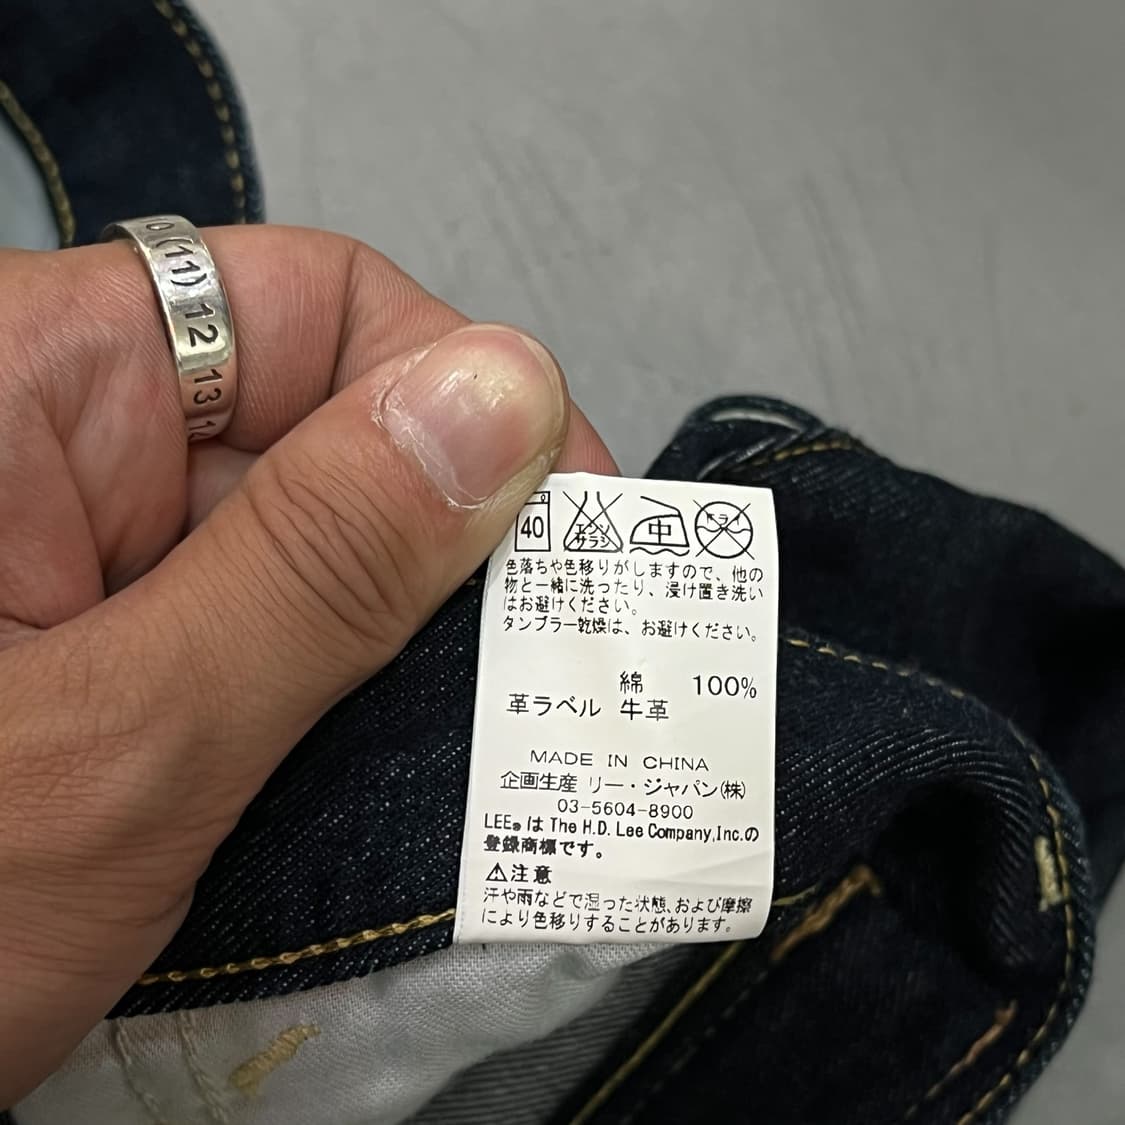 10 (11) 12 13 14
40
エンソ
サラシ
中
ドライ
色落ちや色移りがしますので、他の
物と一緒に洗ったり、浸け置き洗い
はお避けください。
タンブラー乾燥は、お避けください。
綿 100%
革ラベル 牛革
MADE IN CHINA
企画生産 リー・ジャパン(株)
03-5604-8900
LEE® は The H.D. Lee Company,Inc.の
登録商標です。
⚠注意
汗や雨などで湿った状態、および摩擦
により色移りすることがあります。